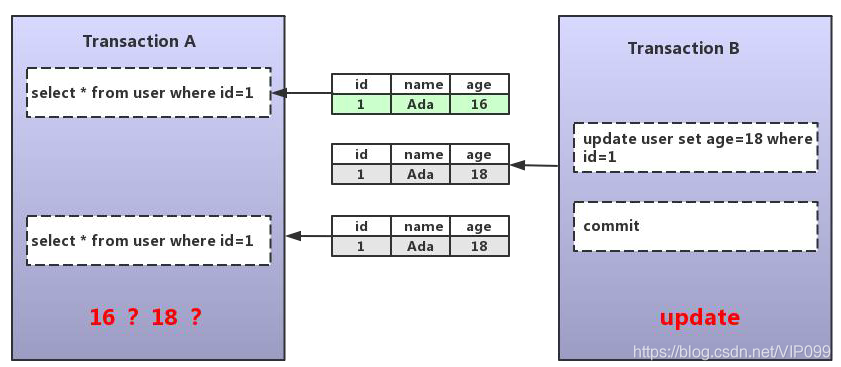 Transaction A
select * from user where id=1
id name age
1 Ada 16
id name age
1 Ada 18
select * from user where id=1
id name age
1 Ada 18
16 ? 18 ?
Transaction B
update user set age=18 where
id=1
commit
update
https://blog.csdn.net/VIP099